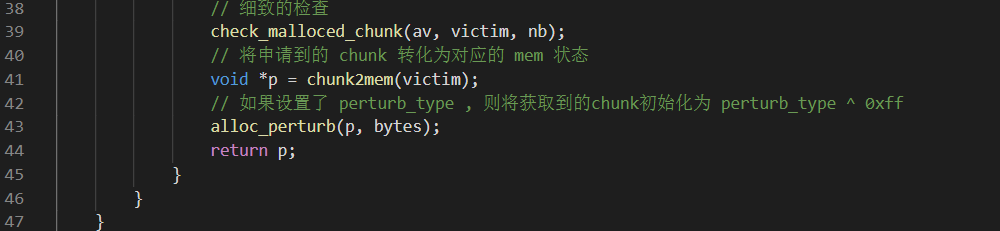 38 // 细致的检查
39 check_malloced_chunk(av, victim, nb);
40 // 将申请到的 chunk 转化为对应的 mem 状态
41 void *p = chunk2mem(victim);
42 // 如果设置了 perturb_type , 则将获取到的chunk初始化为 perturb_type ^ 0xff
43 alloc_perturb(p, bytes);
44 return p;
45 }
46 }
47 }